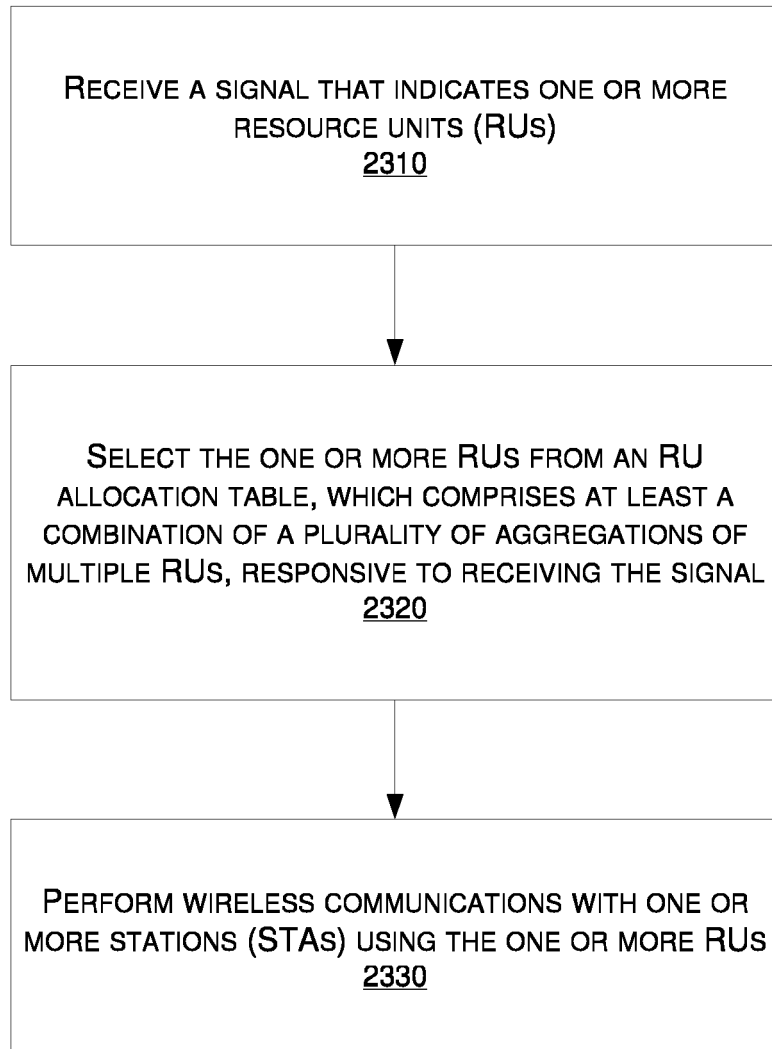 RECEIVE A SIGNAL THAT INDICATES ONE OR MORE
RESOURCE UNITS (RUS)
2310
SELECT THE ONE OR MORE RUS FROM AN RU
ALLOCATION TABLE, WHICH COMPRISES AT LEAST A
COMBINATION OF A PLURALITY OF AGGREGATIONS OF
MULTIPLE RUS, RESPONSIVE TO RECEIVING THE SIGNAL
2320
PERFORM WIRELESS COMMUNICATIONS WITH ONE OR
MORE STATIONS (STAS) USING THE ONE OR MORE RUS
2330